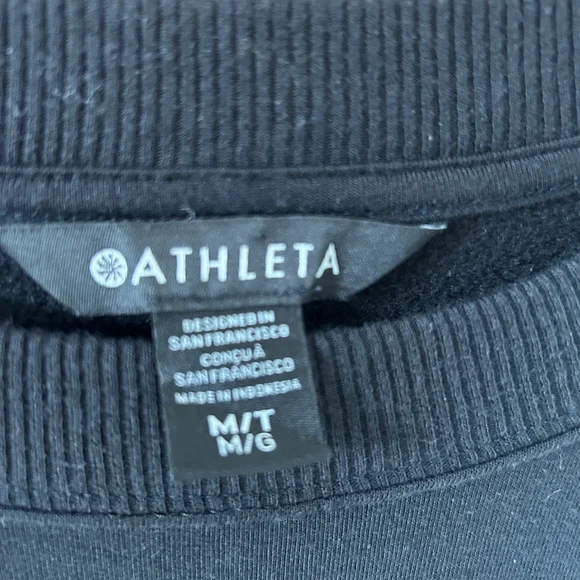 ATHLETA
DESIGNED IN
SAN FRANCISCO
CONÇU À
SAN FRANCISCO
MADE IN INDONESIA
M/T
M/G